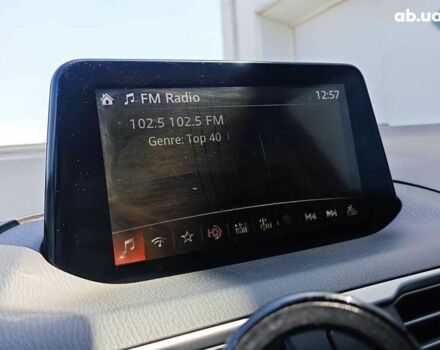 ab.ua
FM Radio 12:57
102.5 102.5 FM
Genre: Top 40